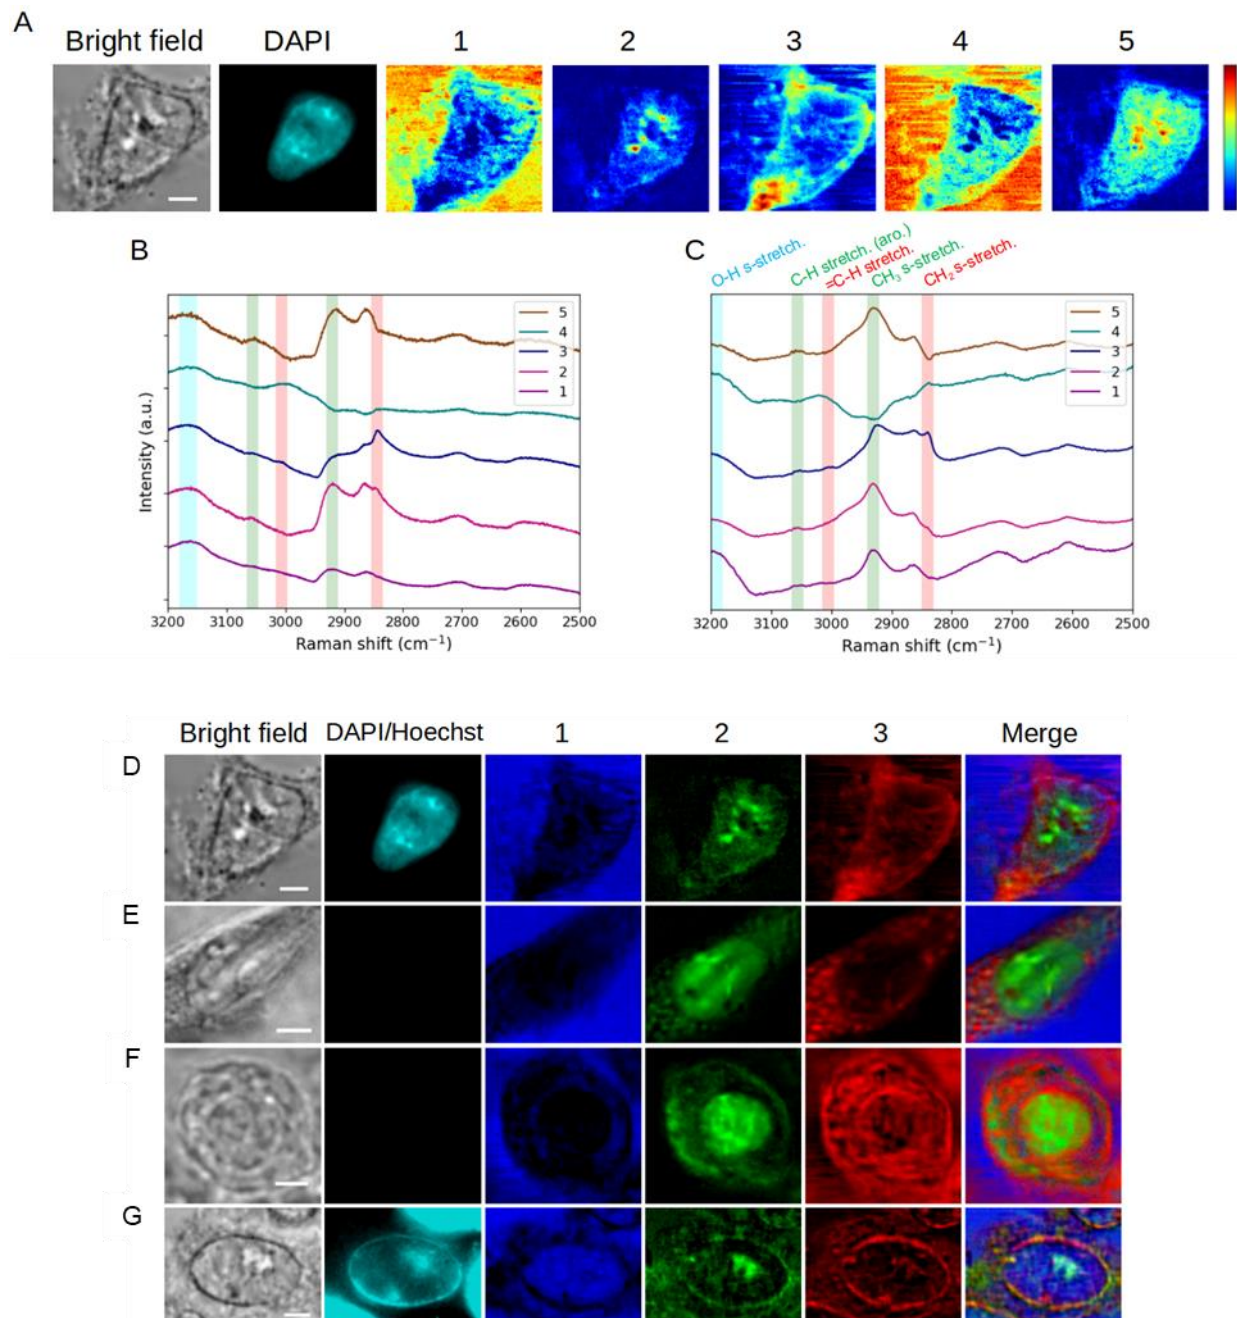 A
Bright field DAPI 1 2 3 4 5
B
C
O-H s-stretch.
C-H stretch. (aro.)
=C-H stretch.
CH₃ s-stretch.
CH₂ s-stretch.
5
4
3
2
1
5
4
3
2
1
Intensity (a.u.)
3200 3100 3000 2900 2800 2700 2600 2500
Raman shift (cm⁻¹)
3200 3100 3000 2900 2800 2700 2600 2500
Raman shift (cm⁻¹)
Bright field DAPI/Hoechst 1 2 3 Merge
D
E
F
G